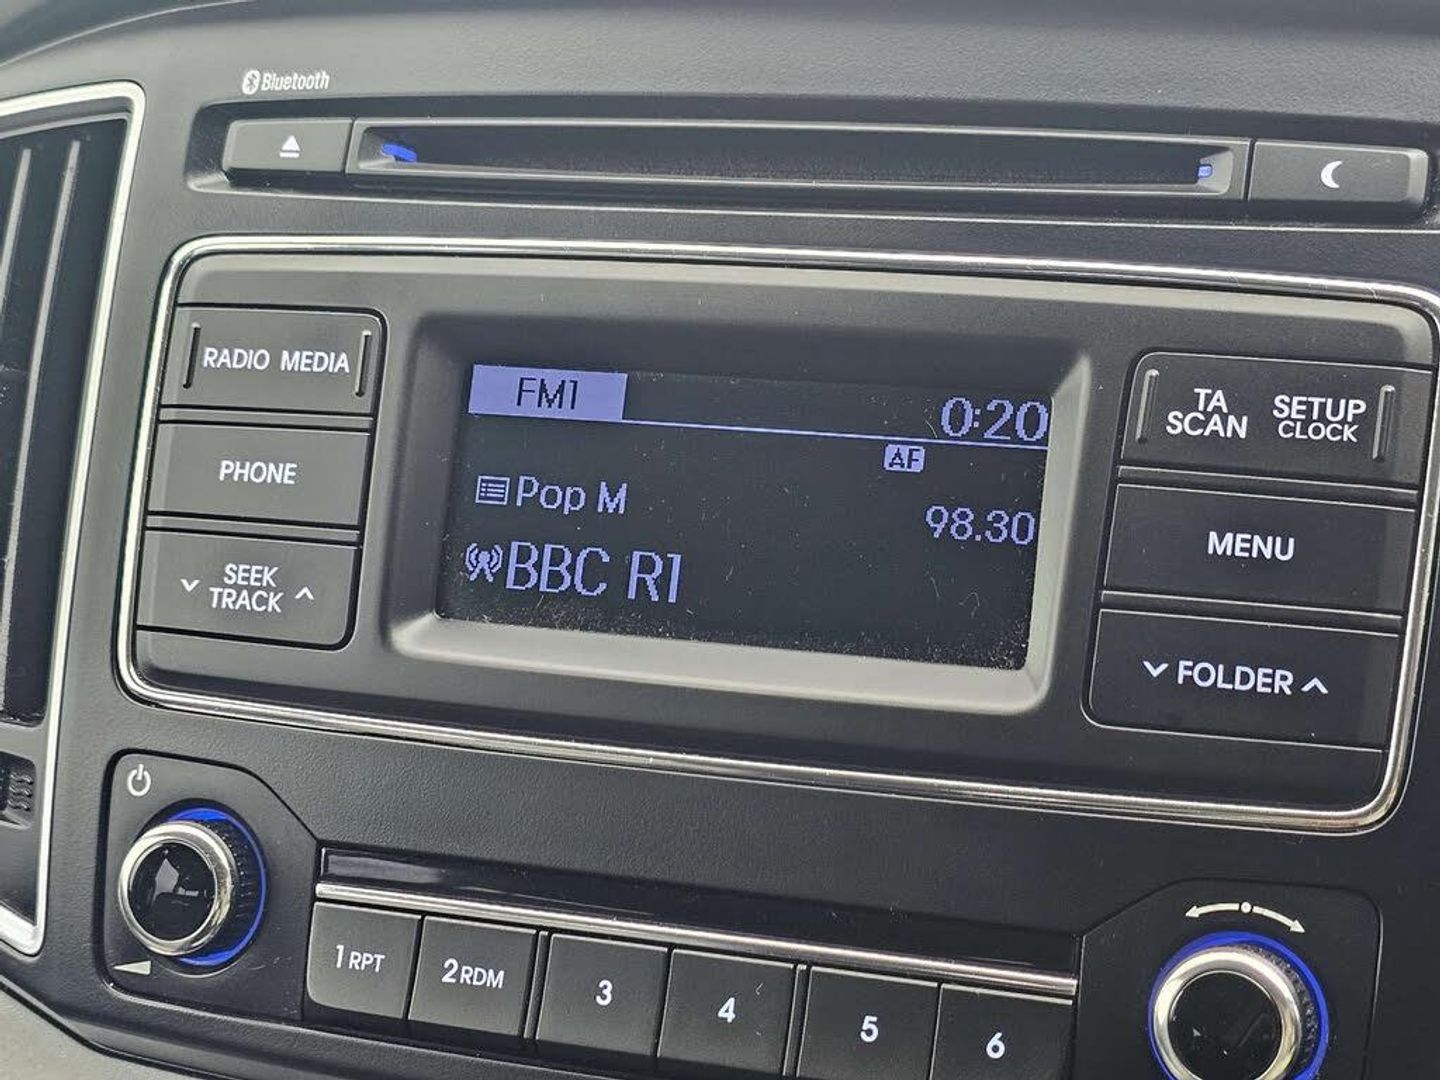 Bluetooth
RADIO MEDIA
PHONE
SEEK
TRACK
FM1
0:20
AF
Pop M
98.30
BBC R1
TA
SCAN
SETUP
CLOCK
MENU
FOLDER
1 RPT
2 RDM
3
4
5
6